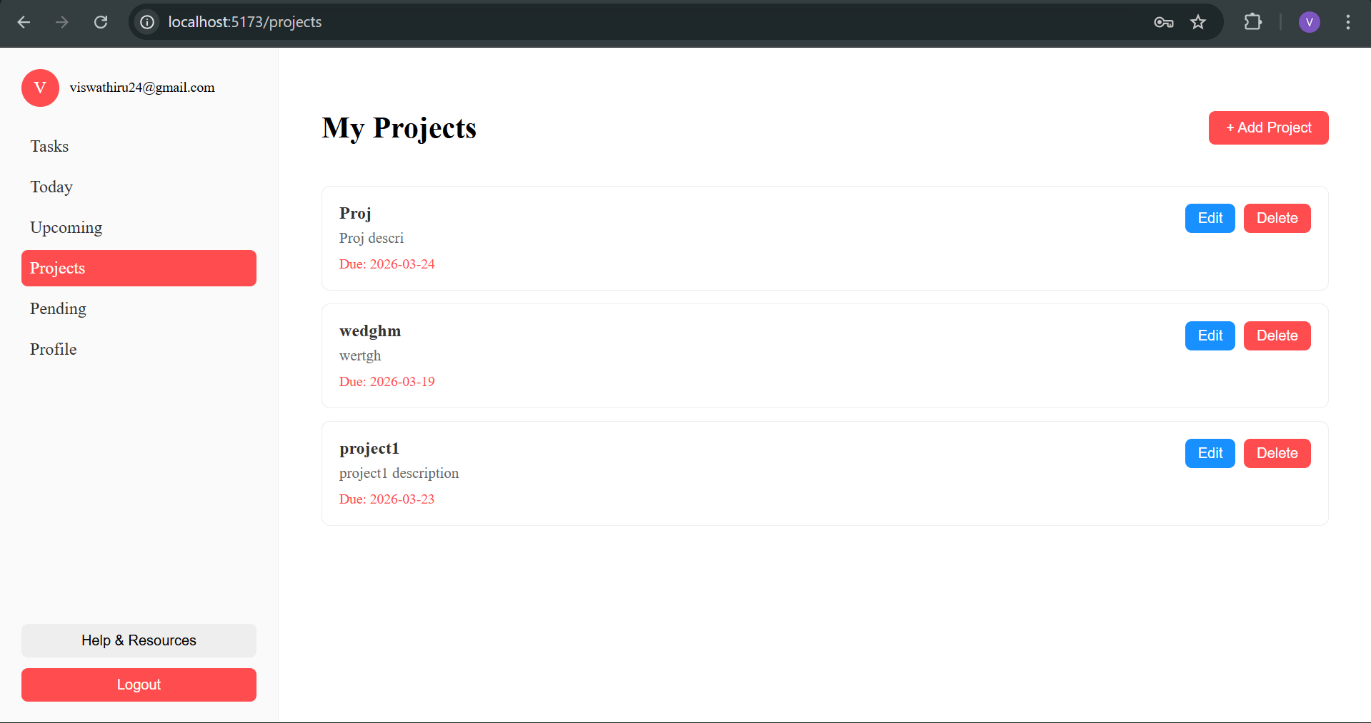 localhost:5173/projects
V
V
viswathiru24@gmail.com
Tasks
Today
Upcoming
Projects
Pending
Profile
Help & Resources
Logout
My Projects
+ Add Project
Proj
Proj descri
Due: 2026-03-24
Edit
Delete
wedghm
wertgh
Due: 2026-03-19
Edit
Delete
project1
project1 description
Due: 2026-03-23
Edit
Delete